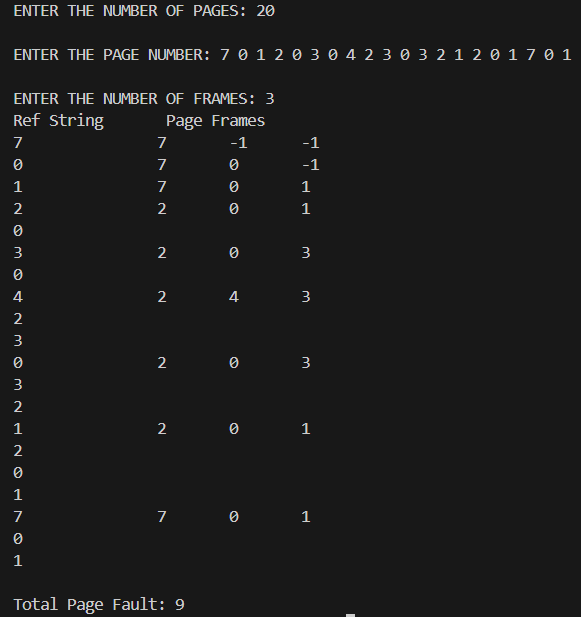 ENTER THE NUMBER OF PAGES: 20
ENTER THE PAGE NUMBER: 7 0 1 2 0 3 0 4 2 3 0 3 2 1 2 0 1 7 0 1
ENTER THE NUMBER OF FRAMES: 3
Ref String Page Frames
7 7 -1 -1
0 7 0 -1
1 7 0 1
2 2 0 1
0
3 2 0 3
0
4 2 4 3
2
3
0 2 0 3
3
2
1 2 0 1
2
0
1
7 7 0 1
0
1
Total Page Fault: 9